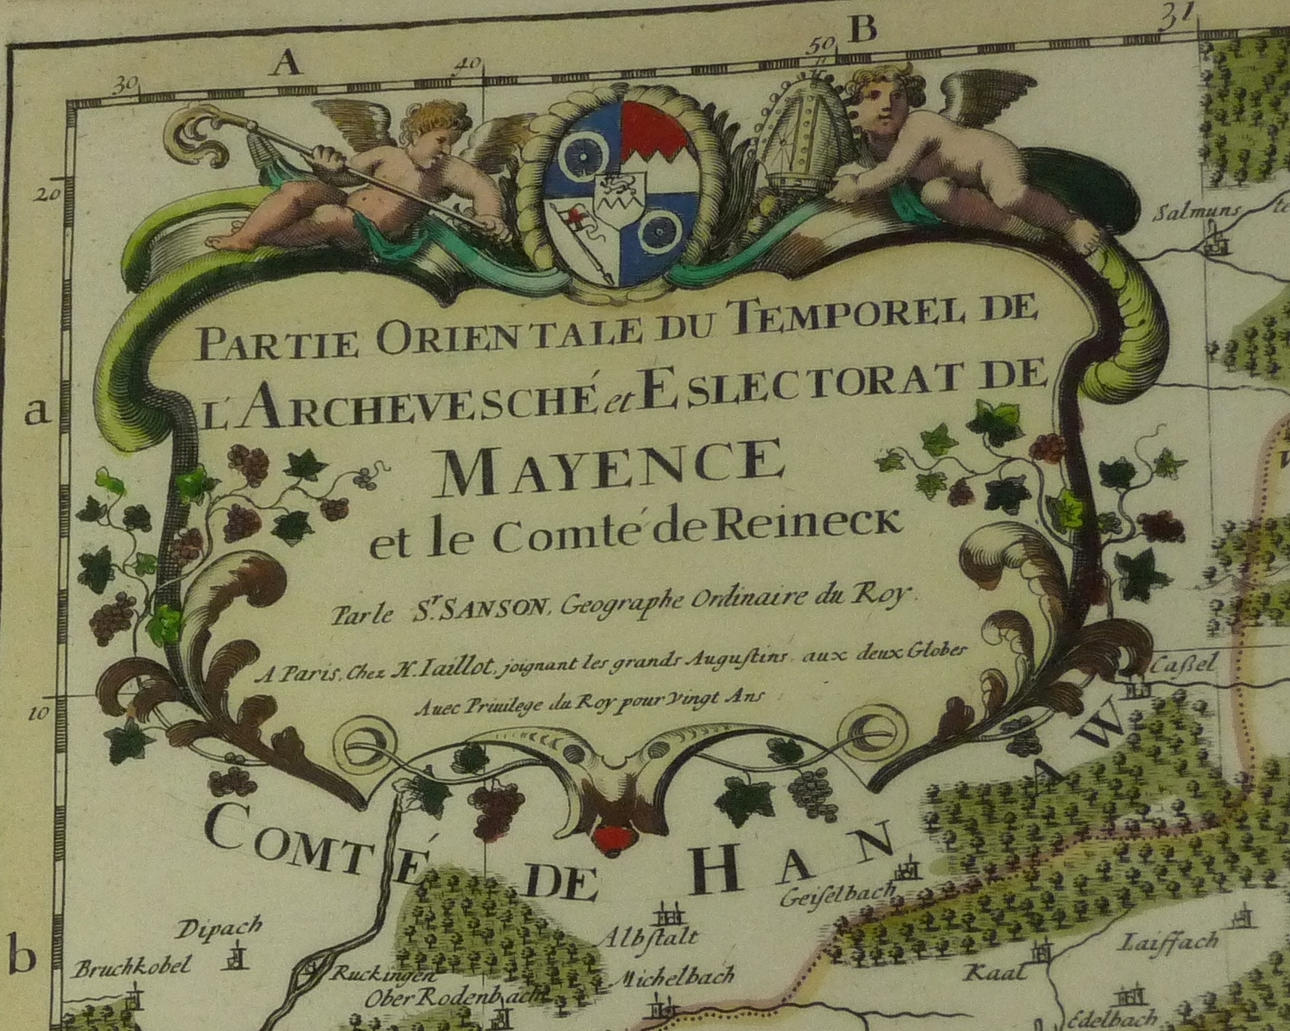 A
B
30
40
50
31
20
Salmuns
PARTIE ORIENTALE DU TEMPOREL DE
L'ARCHEVESCHÉ et ESLECTORAT DE
a
MAYENCE
et le Comté de Reineck
Par le Sr. SANSON, Geographe Ordinaire du Roy.
A Paris, Chez H. Iaillot, joignant les grands Augustins, aux deux Globes
Caßel
Auec Priuilege du Roy pour Vingt Ans
10
COMTÉ DE HANAW
Geiselbach
Dipach
Albstalt
Laiffach
b
Bruchkobel
Ruckingen
Michelbach
Kaal
Ober Rodenbach
Edelbach